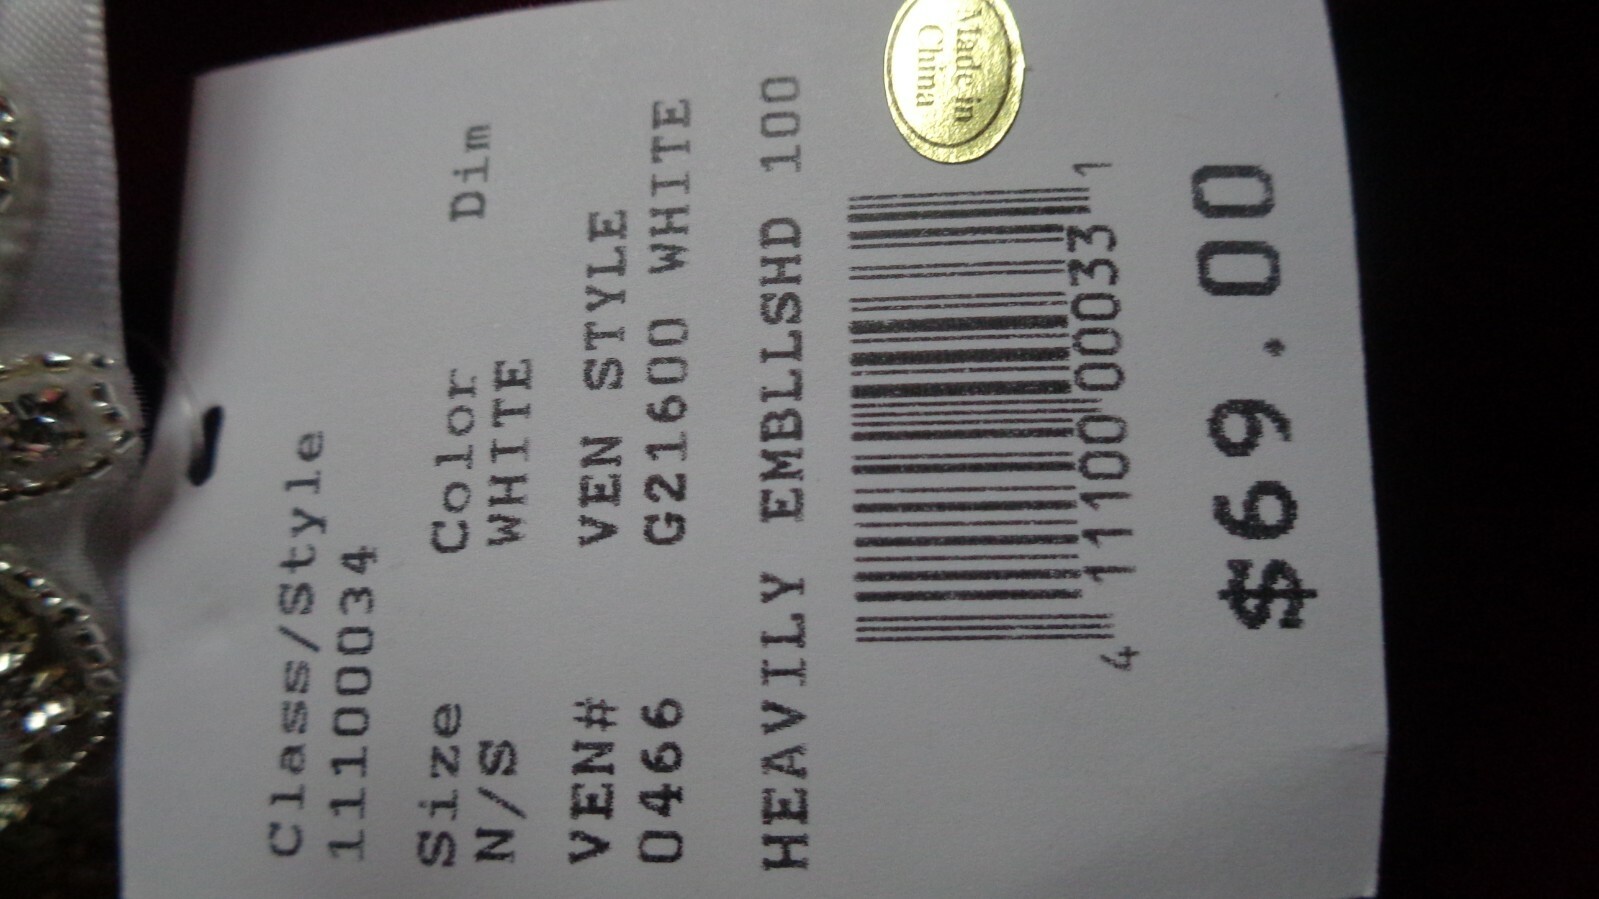 Class/Style
11100034
Size Color Dim
N/S WHITE
VEN# VEN STYLE
0466 G21600 WHITE
HEAVILY EMBLLSHD 100
Made in
China
4 11100 00033 1
$69.00